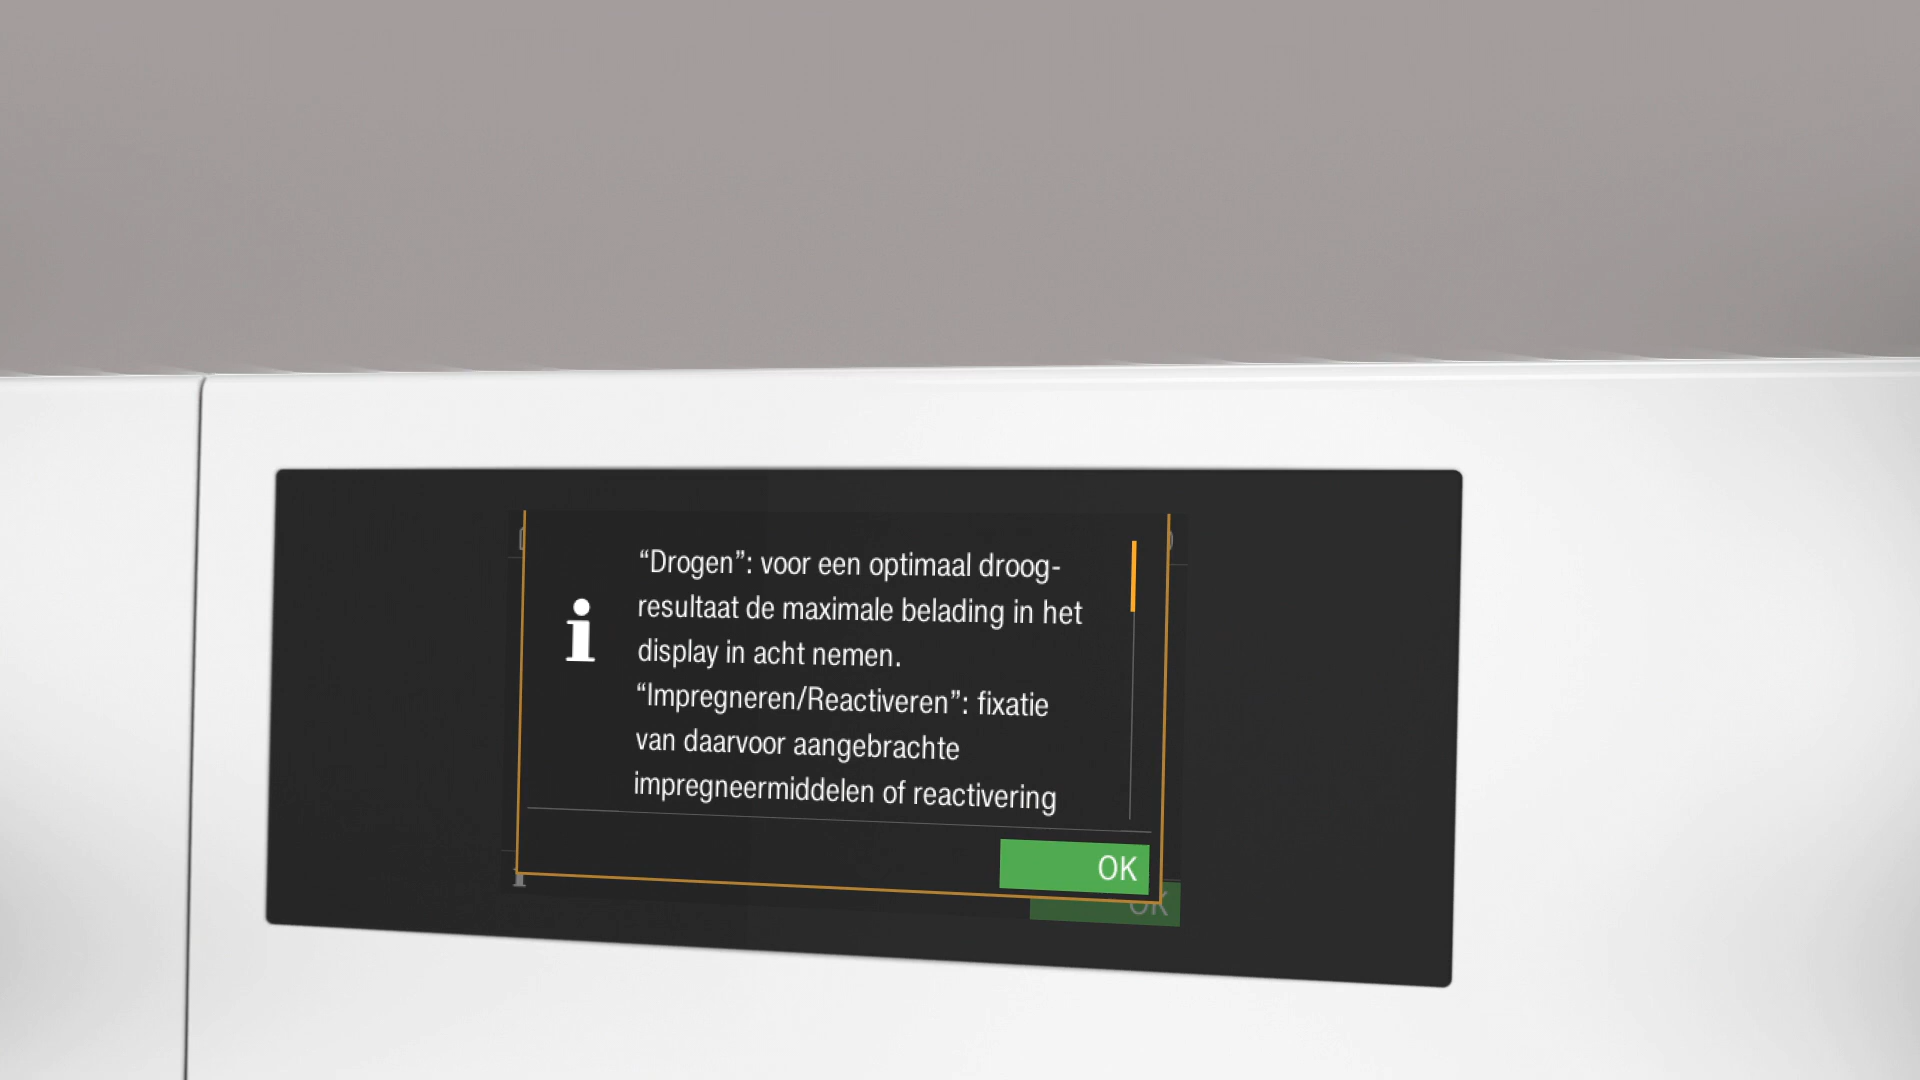 “Drogen”: voor een optimaal droog-
resultaat de maximale belading in het
display in acht nemen.
“Impregneren/Reactiveren”: fixatie
van daarvoor aangebrachte
impregneermiddelen of reactivering
OK
OK